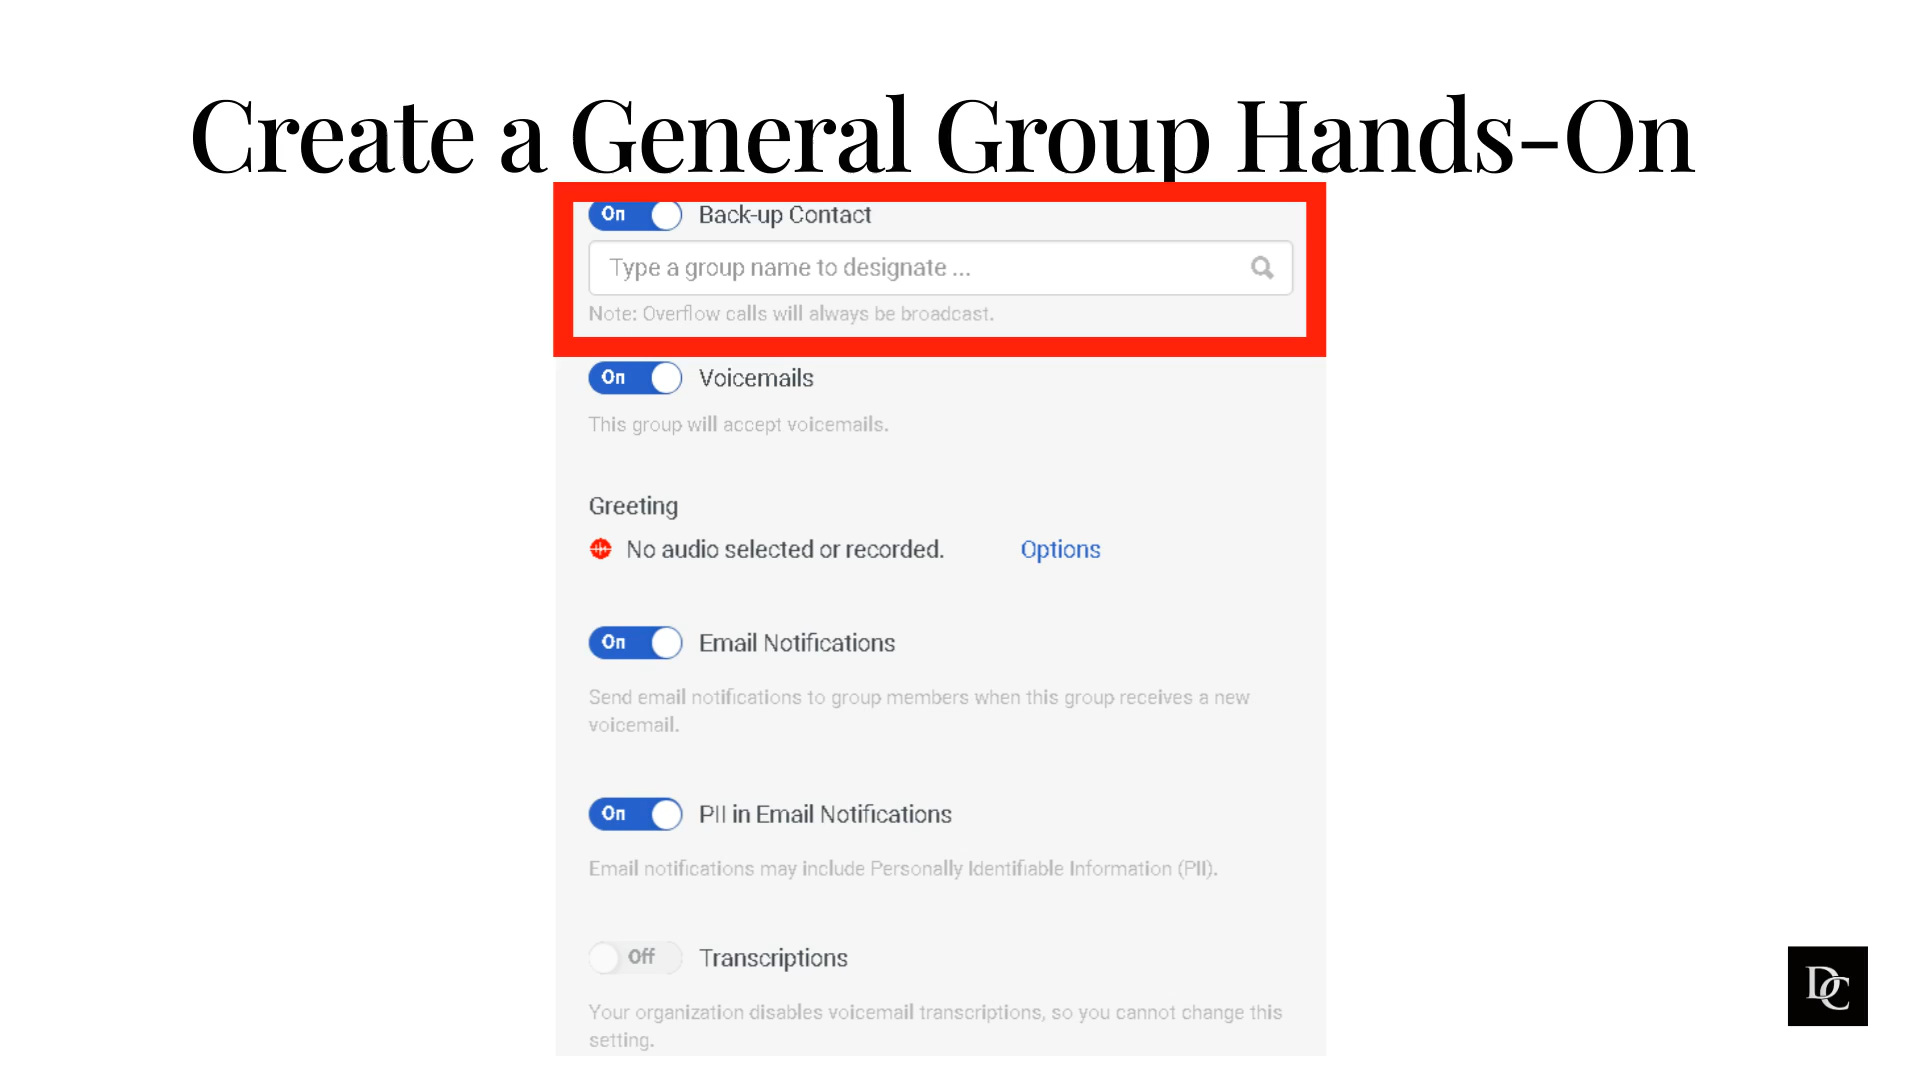 Create a General Group Hands-On
On Back-up Contact
Type a group name to designate ...
Note: Overflow calls will always be broadcast.
On Voicemails
This group will accept voicemails.
Greeting
No audio selected or recorded. Options
On Email Notifications
Send email notifications to group members when this group receives a new
voicemail.
On PII in Email Notifications
Email notifications may include Personally Identifiable Information (PII).
Off Transcriptions
Your organization disables voicemail transcriptions, so you cannot change this
setting.
DC